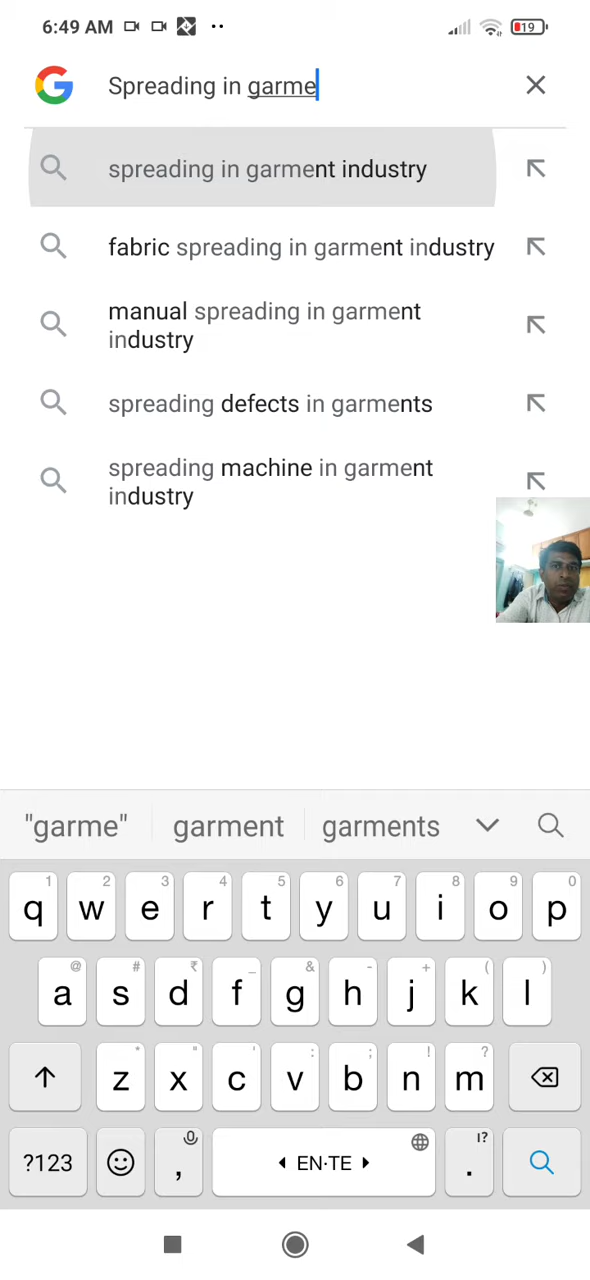 6:49 AM 19
Spreading in garme
spreading in garment industry
fabric spreading in garment industry
manual spreading in garment
industry
spreading defects in garments
spreading machine in garment
industry
"garme" garment garments
1 2 3 4 5 6 7 8 9 0
q w e r t y u i o p
@ # ₹ _ & - + ( )
a s d f g h j k l
* " ' : ; ! ?
z x c v b n m
!?
?123 , EN·TE .